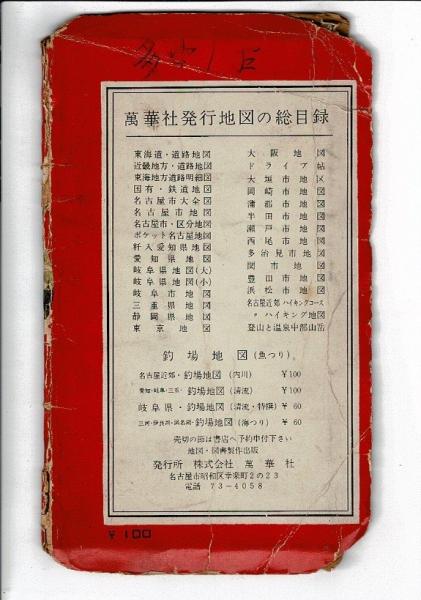 萬華社発行地図の総目録
東海道・道路地図
近畿地方・道路地図
東海地方道路明細図
国有・鉄道地図
名古屋市大全図
名古屋市地図
名古屋市・区分地図
ポケット名古屋地図
粁入愛知県地図
愛知県地図
岐阜県地図(大)
岐阜県地図(小)
岐阜市地図
三重県地図
静岡県地図
東京地図
大阪地図
ドライブ帖
大垣市地図
岡崎市地図
蒲郡市地図
半田市地図
瀬戸市地図
西尾市地図
多治見市地図
関市地図
豊田市地図
浜松市地図
名古屋近郊ハイキングコース
〃ハイキング地図
登山と温泉中部山岳
釣場地図(魚つり)
名古屋近郊・釣場地図(内川) ¥100
愛知・岐阜・三重・釣場地図(清流) ¥100
岐阜県・釣場地図(清流・特撰) ¥60
三河・伊良湖・浜名湖・釣場地図(海つり) ¥60
売切の節は書店へ予約申付下さい
地図・図書製作出版
発行所 株式会社 萬華社
名古屋市昭和区幸楽町2の23
電話 73-4058
¥100